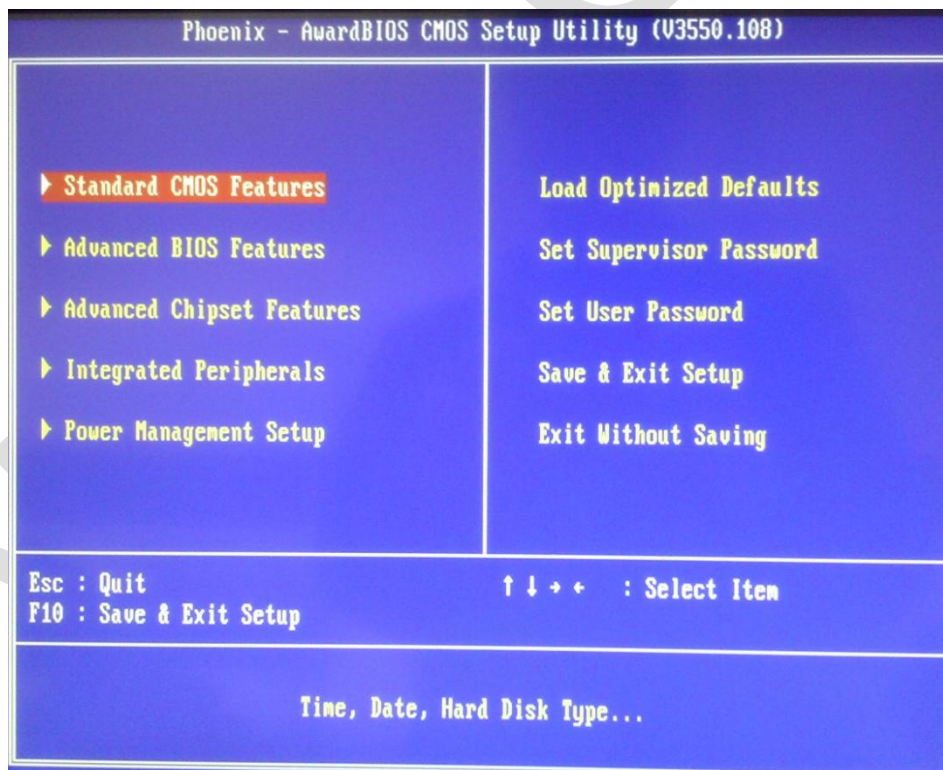 Phoenix - AwardBIOS CMOS Setup Utility (V3550.108)
Standard CMOS Features
Advanced BIOS Features
Advanced Chipset Features
Integrated Peripherals
Power Management Setup
Load Optimized Defaults
Set Supervisor Password
Set User Password
Save & Exit Setup
Exit Without Saving
Esc : Quit
F10 : Save & Exit Setup
↑ ↓ → ← : Select Item
Time, Date, Hard Disk Type...